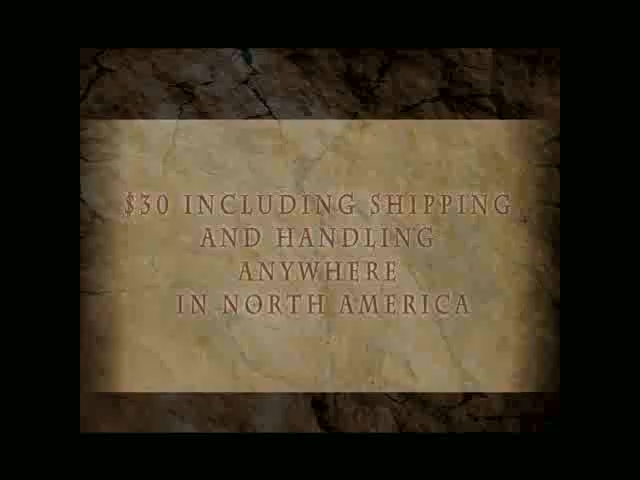 $30 INCLUDING SHIPPING
AND HANDLING
ANYWHERE
IN NORTH AMERICA